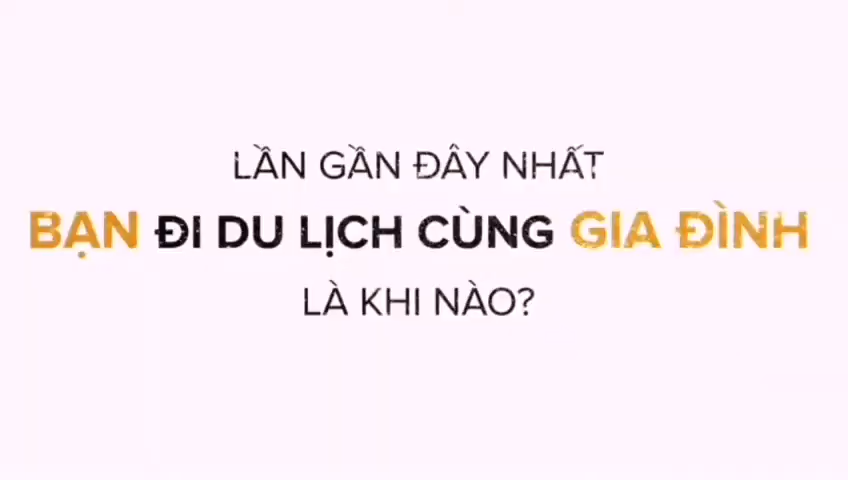 LẦN GẦN ĐÂY NHẤT
BẠN ĐI DU LỊCH CÙNG GIA ĐÌNH
LÀ KHI NÀO?